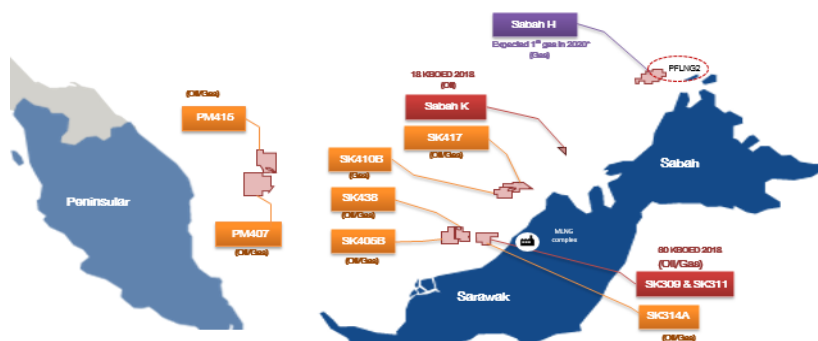 Sabah H
Expected 1st gas in 2020*
(Gas)
PFLNG2
18 KBOED 2018
(Oil)
Sabah K
(Oil/Gas)
PM415
SK417
(Oil/Gas)
SK410B
(Gas)
Sabah
Peninsular
SK438
(Oil/Gas)
PM407
(Oil/Gas)
SK405B
(Oil/Gas)
MLNG
complex
80 KBOED 2018
(Oil/Gas)
SK309 & SK311
Sarawak
SK314A
(Oil/Gas)